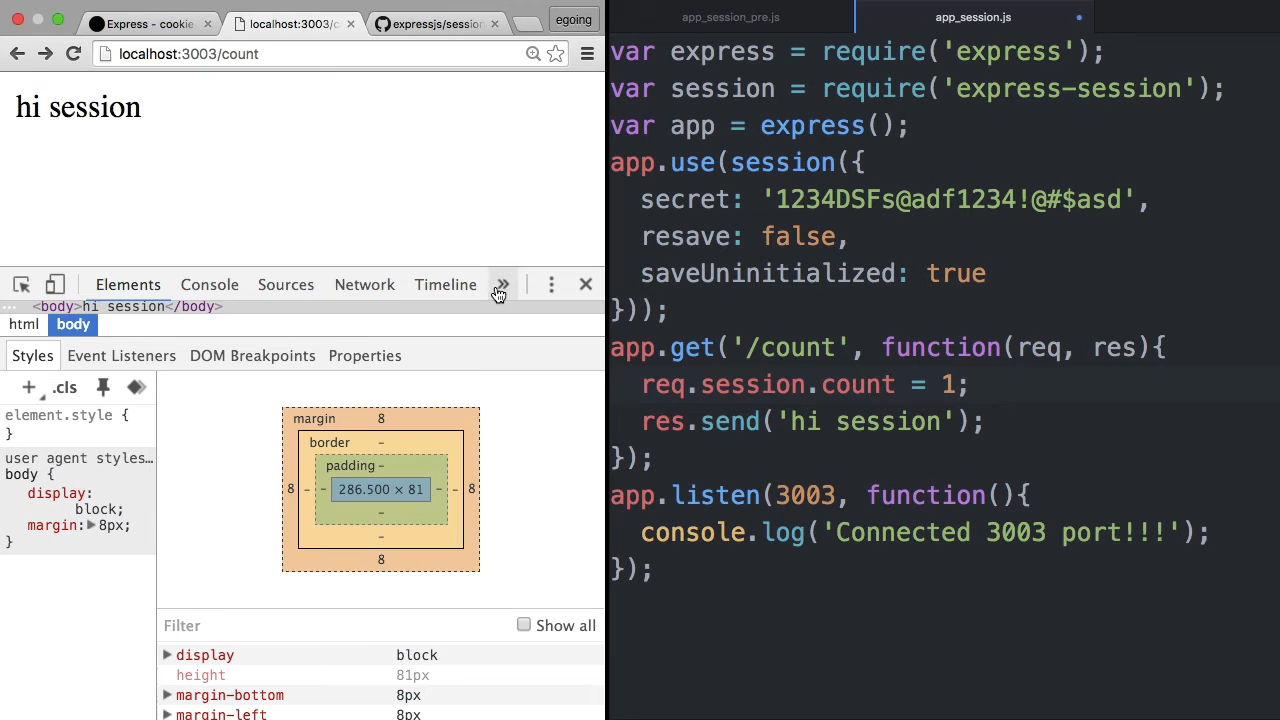 Express - cookie
localhost:3003/c
expressjs/session
egoing
localhost:3003/count
hi session
Elements Console Sources Network Timeline »
... <body>hi session</body>
html body
Styles Event Listeners DOM Breakpoints Properties
+ .cls
element.style {
}
user agent styles…
body {
display:
block;
margin: 8px;
}
margin 8
border -
padding -
8 - - 286.500 × 81 - - 8
-
-
8
Filter Show all
display block
height 81px
margin-bottom 8px
margin-left 8px
app_session_pre.js app_session.js
var express = require('express');
var session = require('express-session');
var app = express();
app.use(session({
secret: '1234DSFs@adf1234!@#$asd',
resave: false,
saveUninitialized: true
}));
app.get('/count', function(req, res){
req.session.count = 1;
res.send('hi session');
});
app.listen(3003, function(){
console.log('Connected 3003 port!!!');
});